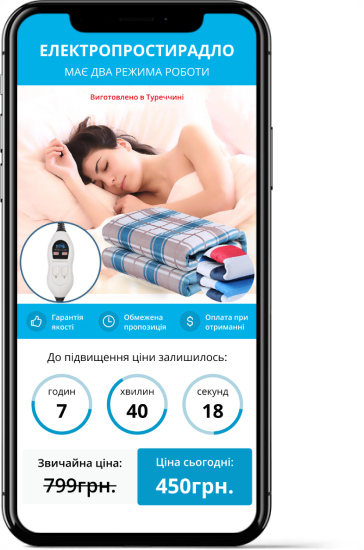 ЕЛЕКТРОПРОСТИРАДЛО
МАЄ ДВА РЕЖИМА РОБОТИ
Виготовлено в Туреччині
Гарантія
якості
Обмежена
пропозиція
Оплата при
отриманні
До підвищення ціни залишилось:
годин
7
хвилин
40
секунд
18
Звичайна ціна:
799грн.
Ціна сьогодні:
450грн.